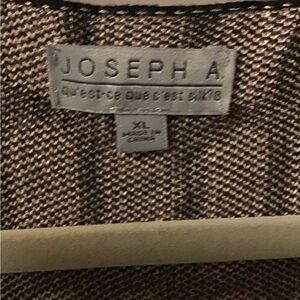 JOSEPH A.
qu'est-ce que c'est
XL
MADE IN
CHINA